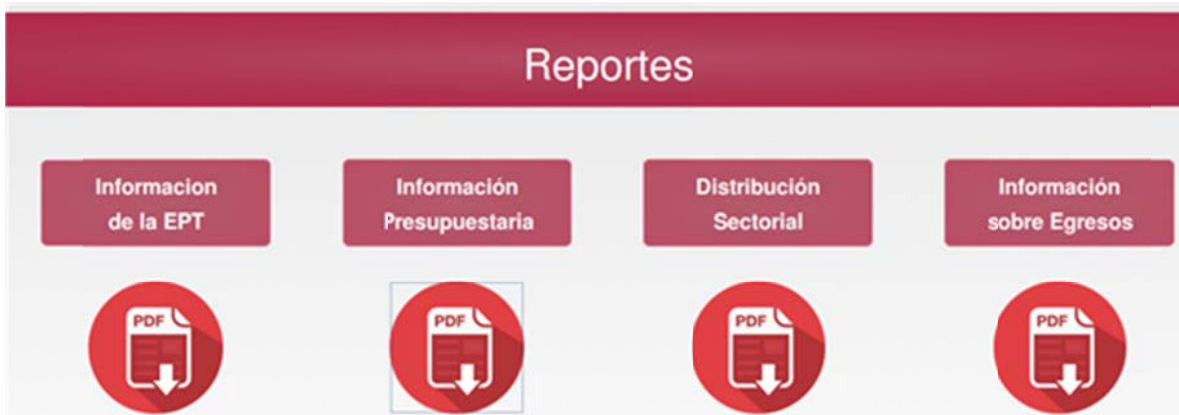 Reportes
Informacion
de la EPT
Información
Presupuestaria
Distribución
Sectorial
Información
sobre Egresos
PDF
PDF
PDF
PDF